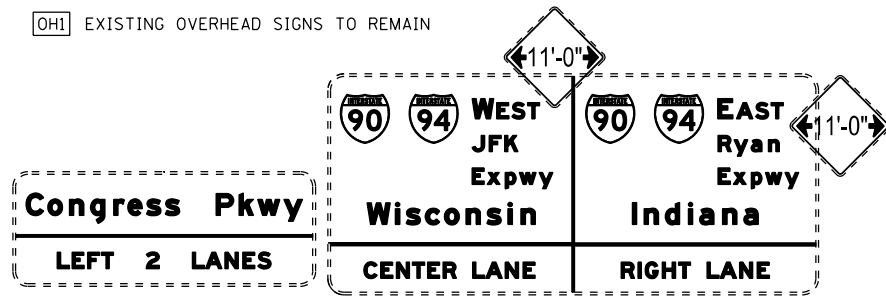 OH1 EXISTING OVERHEAD SIGNS TO REMAIN
11'-0"
INTERSTATE 90 INTERSTATE 94 WEST
JFK
Expwy
Wisconsin
CENTER LANE
INTERSTATE 90 INTERSTATE 94 EAST
Ryan
Expwy
Indiana
RIGHT LANE
11'-0"
Congress Pkwy
LEFT 2 LANES